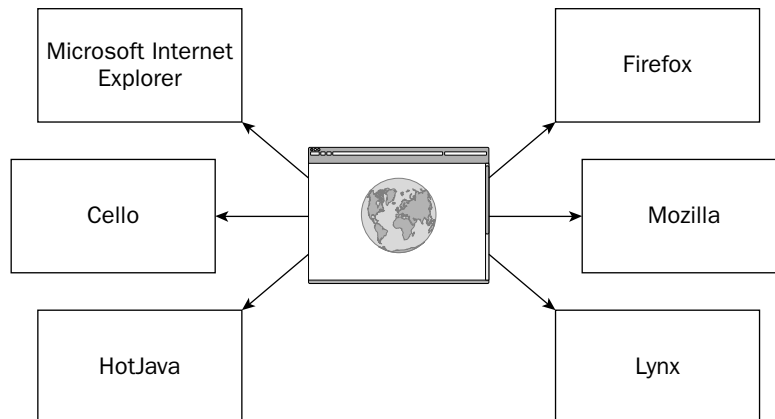 Microsoft Internet
Explorer
Firefox
Cello
Mozilla
HotJava
Lynx